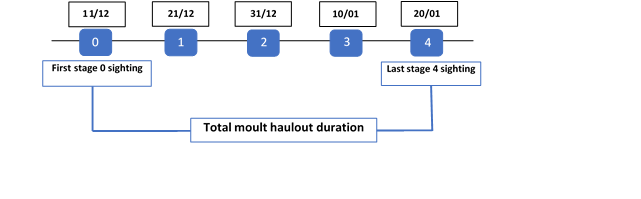 11/12 21/12 31/12 10/01 20/01
0 1 2 3 4
First stage 0 sighting Last stage 4 sighting
Total moult haulout duration